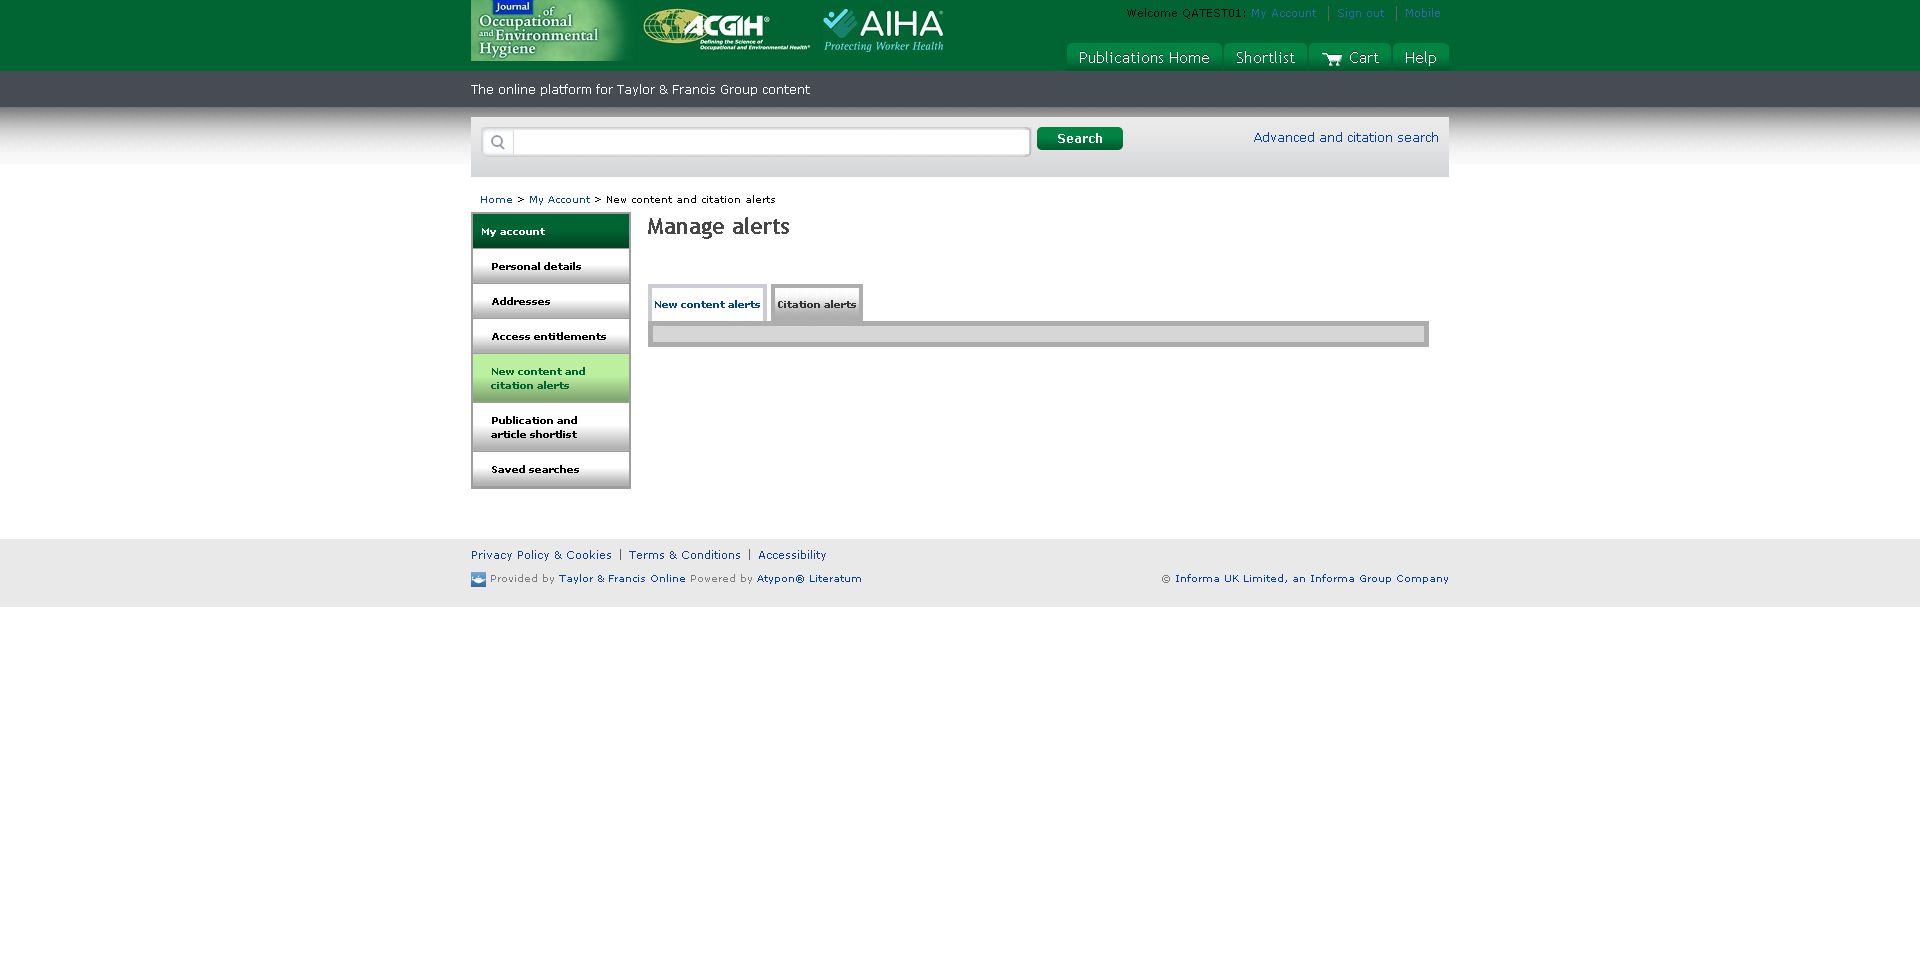 Journal of
Occupational
and Environmental
Hygiene
ACGIH®
Defining the Science of
Occupational and Environmental Health®
AIHA®
Protecting Worker Health
Welcome QATEST01: My Account | Sign out | Mobile
Publications Home
Shortlist
Cart
Help
The online platform for Taylor & Francis Group content
Search
Advanced and citation search
Home > My Account > New content and citation alerts
My account
Personal details
Addresses
Access entitlements
New content and
citation alerts
Publication and
article shortlist
Saved searches
Manage alerts
New content alerts
Citation alerts
Privacy Policy & Cookies | Terms & Conditions | Accessibility
Provided by Taylor & Francis Online Powered by Atypon® Literatum
© Informa UK Limited, an Informa Group Company